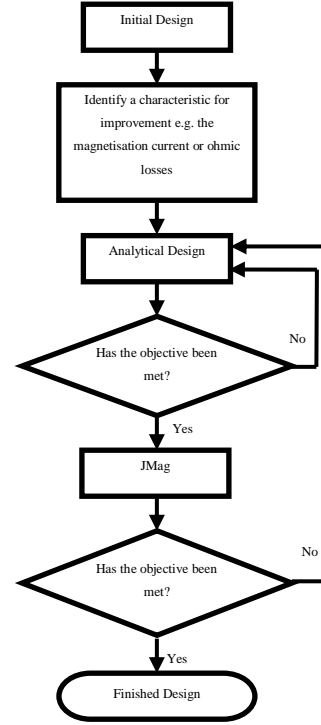 Initial Design
Identify a characteristic for
improvement e.g. the
magnetisation current or ohmic
losses
Analytical Design
Has the objective been
met?
No
Yes
JMag
Has the objective been
met?
No
Yes
Finished Design